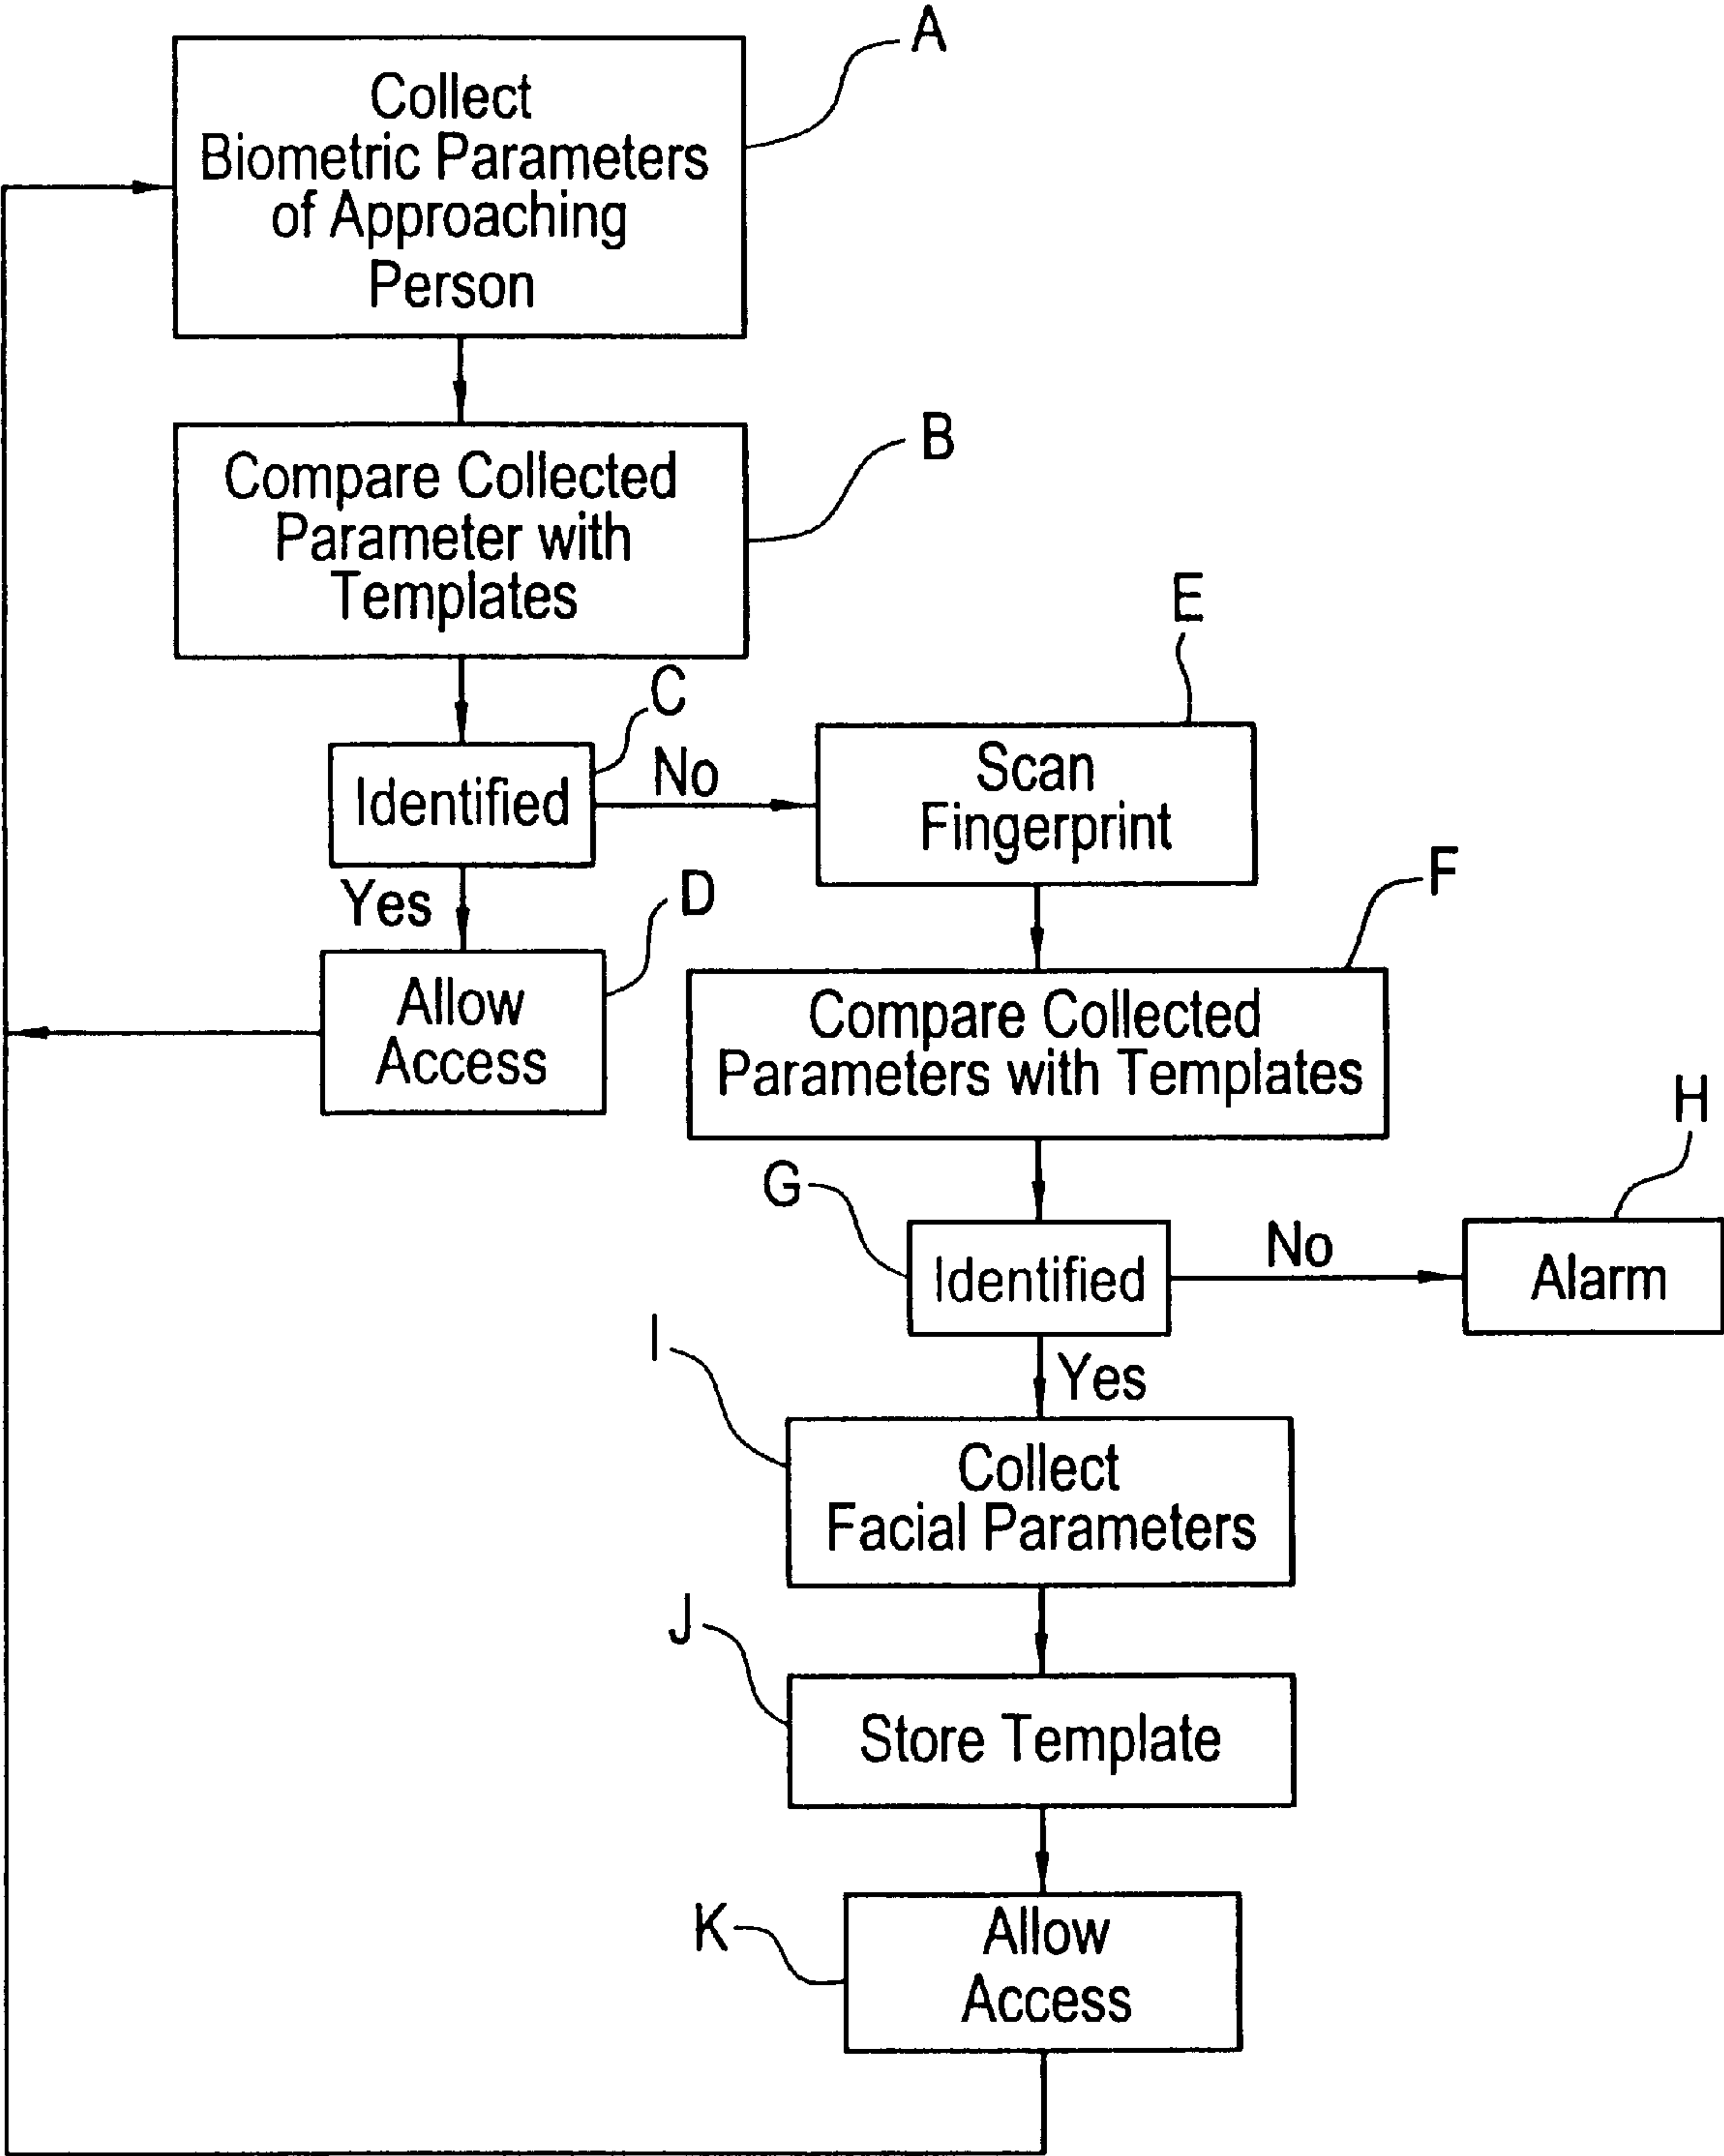 A
Collect
Biometric Parameters
of Approaching
Person
B
Compare Collected
Parameter with
Templates
C
Identified
No
Yes
D
Allow
Access
E
Scan
Fingerprint
F
Compare Collected
Parameters with Templates
G
Identified
No
H
Alarm
Yes
I
Collect
Facial Parameters
J
Store Template
K
Allow
Access